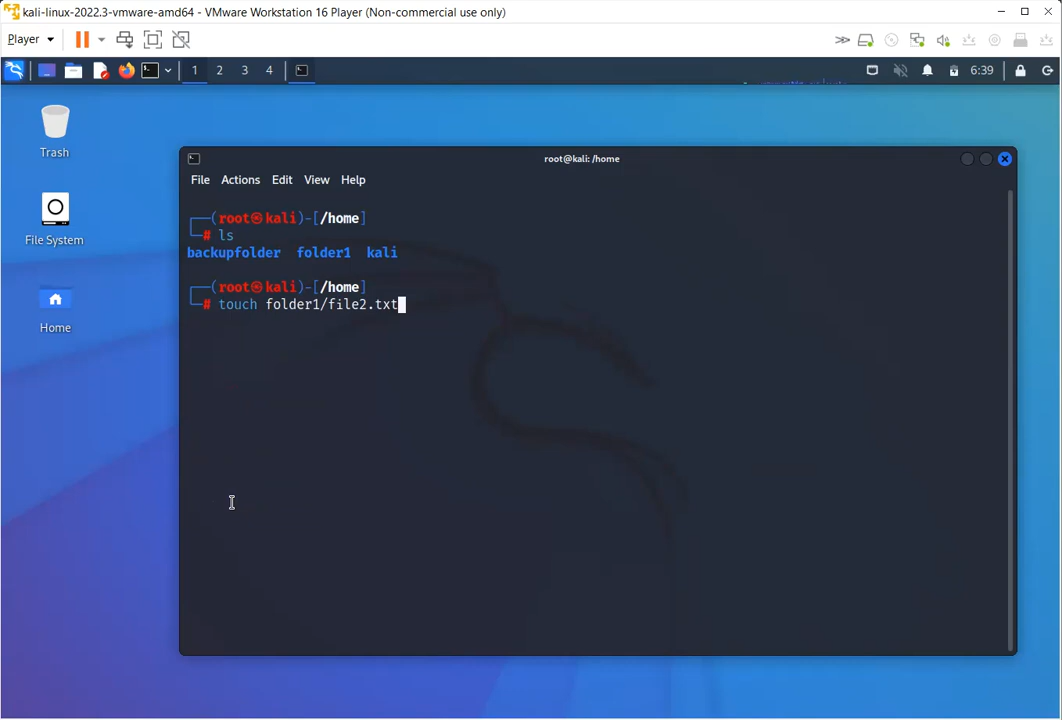 kali-linux-2022.3-vmware-amd64 - VMware Workstation 16 Player (Non-commercial use only)
Player
1 2 3 4
6:39
Trash
File System
Home
root@kali: /home
File Actions Edit View Help
┌──(root㉿kali)-[/home]
└─# ls
backupfolder folder1 kali
┌──(root㉿kali)-[/home]
└─# touch folder1/file2.txt